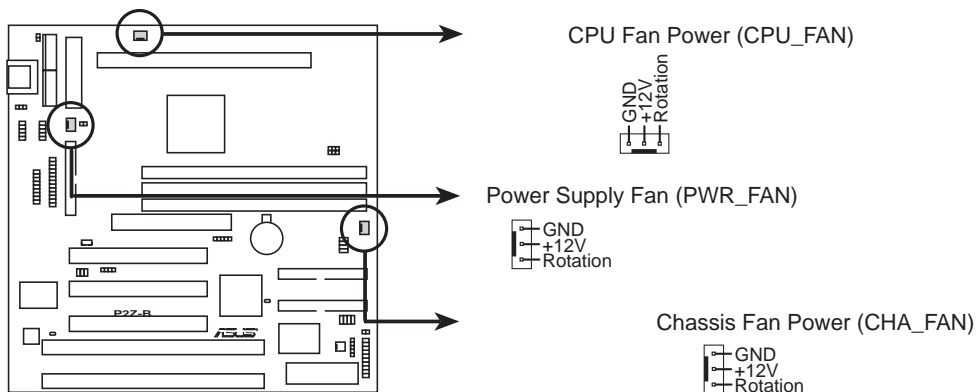 CPU Fan Power (CPU_FAN)
GND
+12V
Rotation
Power Supply Fan (PWR_FAN)
GND
+12V
Rotation
P2Z-B
ASUS
Chassis Fan Power (CHA_FAN)
GND
+12V
Rotation